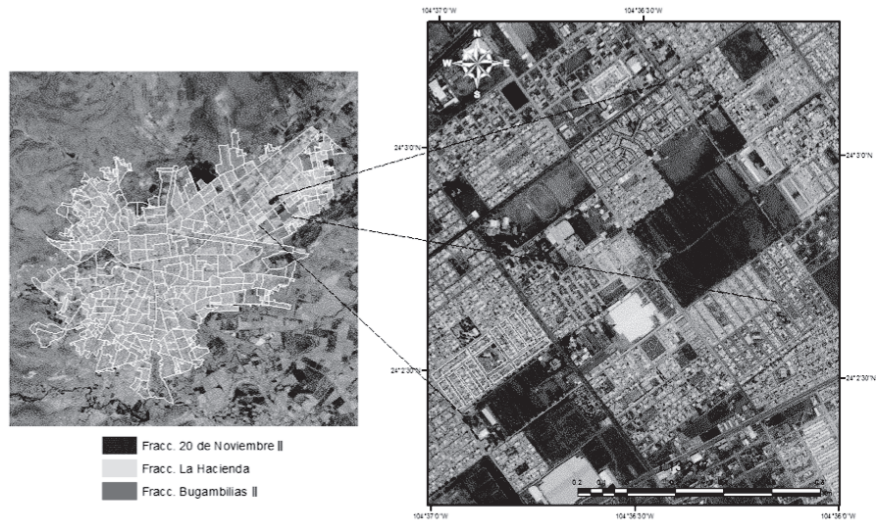 104°37'0"W 104°36'30"W
N
W E
S
24°3'0"N 24°3'0"N
24°2'30"N 24°2'30"N
Fracc. 20 de Noviembre II
Fracc. La Hacienda
Fracc. Bugambilias II
104°37'0"W 104°36'30"W 104°36'0"W